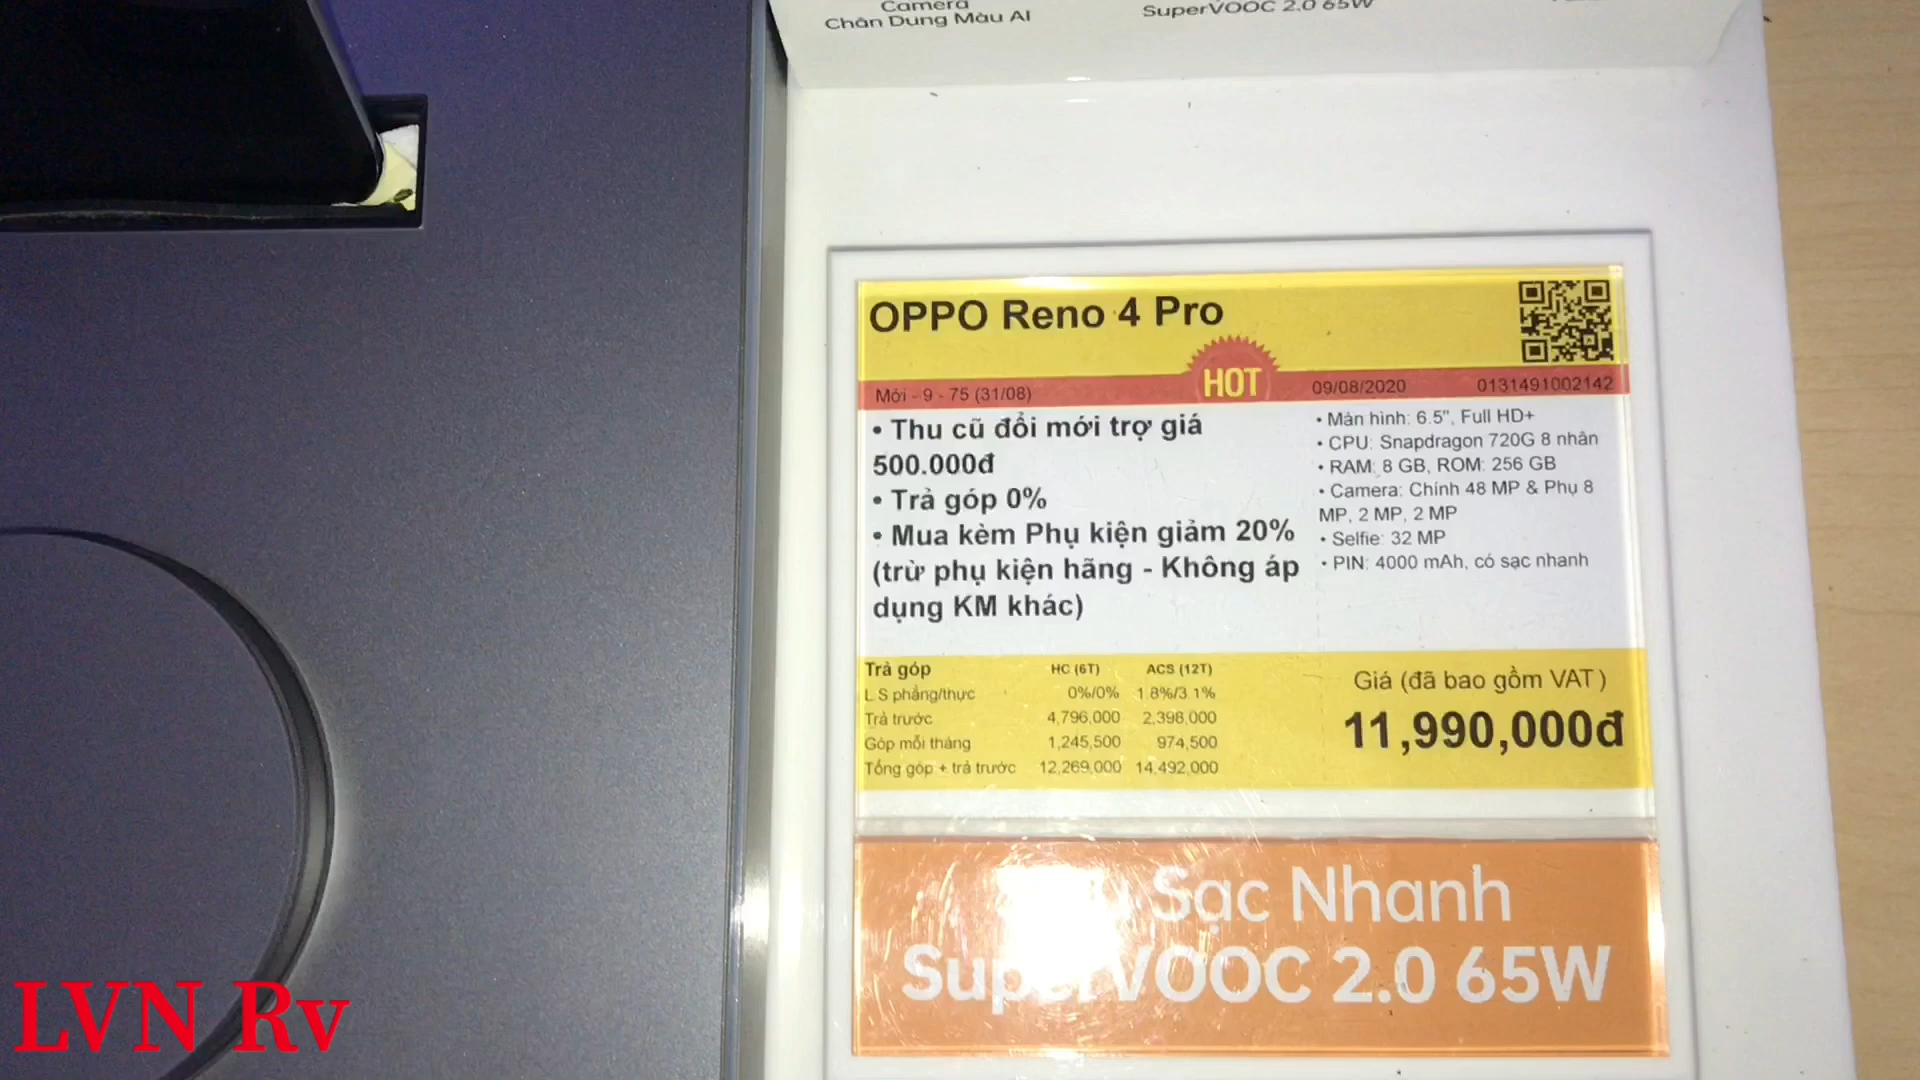 Camera
Chân Dung Màu AI
SuperVOOC 2.0 65W
OPPO Reno 4 Pro
HOT
Mới - 9 - 75 (31/08)
09/08/2020
0131491002142
• Thu cũ đổi mới trợ giá
500.000đ
• Trả góp 0%
• Mua kèm Phụ kiện giảm 20%
(trừ phụ kiện hãng - Không áp
dụng KM khác)
• Màn hình: 6.5", Full HD+
• CPU: Snapdragon 720G 8 nhân
• RAM: 8 GB, ROM: 256 GB
• Camera: Chính 48 MP & Phụ 8
MP, 2 MP, 2 MP
• Selfie: 32 MP
• PIN: 4000 mAh, có sạc nhanh
Trả góp HC (6T) ACS (12T)
L.S phẳng/thực 0%/0% 1.8%/3.1%
Trả trước 4,796,000 2,398,000
Góp mỗi tháng 1,245,500 974,500
Tổng góp + trả trước 12,269,000 14,492,000
Giá (đã bao gồm VAT)
11,990,000đ
Sạc Nhanh
SuperVOOC 2.0 65W
LVN Rv